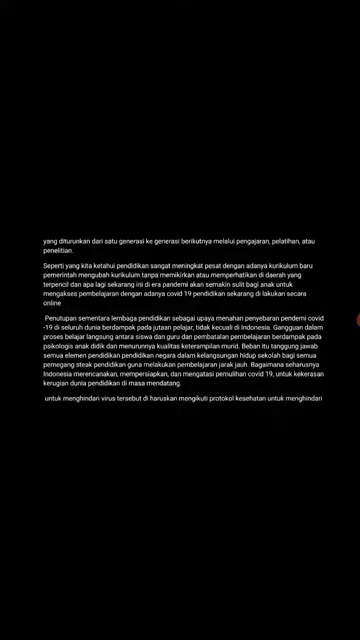 yang diturunkan dari satu generasi ke generasi berikutnya melalui pengajaran, pelatihan, atau
penelitian.
Seperti yang kita ketahui pendidikan sangat meningkat pesat dengan adanya kurikulum baru
pemerintah mengubah kurikulum tanpa memikirkan atau memperhatikan di daerah yang
terpencil dan apa lagi sekarang ini di era pandemi akan semakin sulit bagi anak untuk
mengakses pembelajaran dengan adanya covid 19 pendidikan sekarang di lakukan secara
online
Penutupan sementara lembaga pendidikan sebagai upaya menahan penyebaran pendemi covid
-19 di seluruh dunia berdampak pada jutaan pelajar, tidak kecuali di Indonesia. Gangguan dalam
proses belajar langsung antara siswa dan guru dan pembatalan pembelajaran berdampak pada
psikologis anak didik dan menurunnya kualitas keterampilan murid. Beban itu tanggung jawab
semua elemen pendidikan pendidikan negara dalam kelangsungan hidup sekolah bagi semua
pemegang steak pendidikan guna melakukan pembelajaran jarak jauh. Bagaimana seharusnya
Indonesia merencanakan, mempersiapkan, dan mengatasi pemulihan covid 19, untuk kekerasan
kerugian dunia pendidikan di masa mendatang.
untuk menghindari virus tersebut di haruskan mengikuti protokol kesehatan untuk menghindari